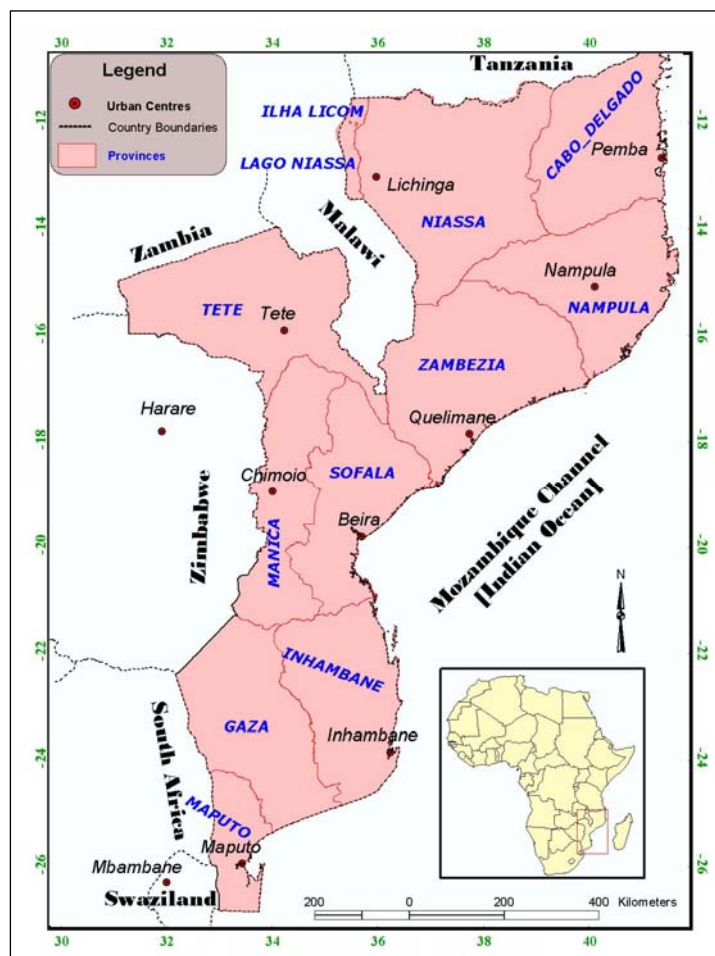 30 32 34 36 38 40
Legend
Urban Centres
Country Boundaries
Provinces
Tanzania
ILHA LICOM
CABO_DELGADO
Pemba
LAGO NIASSA
Lichinga
Malawi
NIASSA
Zambia
Nampula
NAMPULA
TETE
Tete
ZAMBEZIA
Harare
Quelimane
Chimoio
SOFALA
Zimbabwe
MANICA
Beira
Mozambique Channel
[Indian Ocean]
N
INHAMBANE
GAZA
Inhambane
South Africa
MAPUTO
Maputo
Mbambane
Swaziland
200 0 200 400 Kilometers
-12
-14
-16
-18
-20
-22
-24
-26
-12
-14
-16
-18
-20
-22
-24
-26
30 32 34 36 38 40